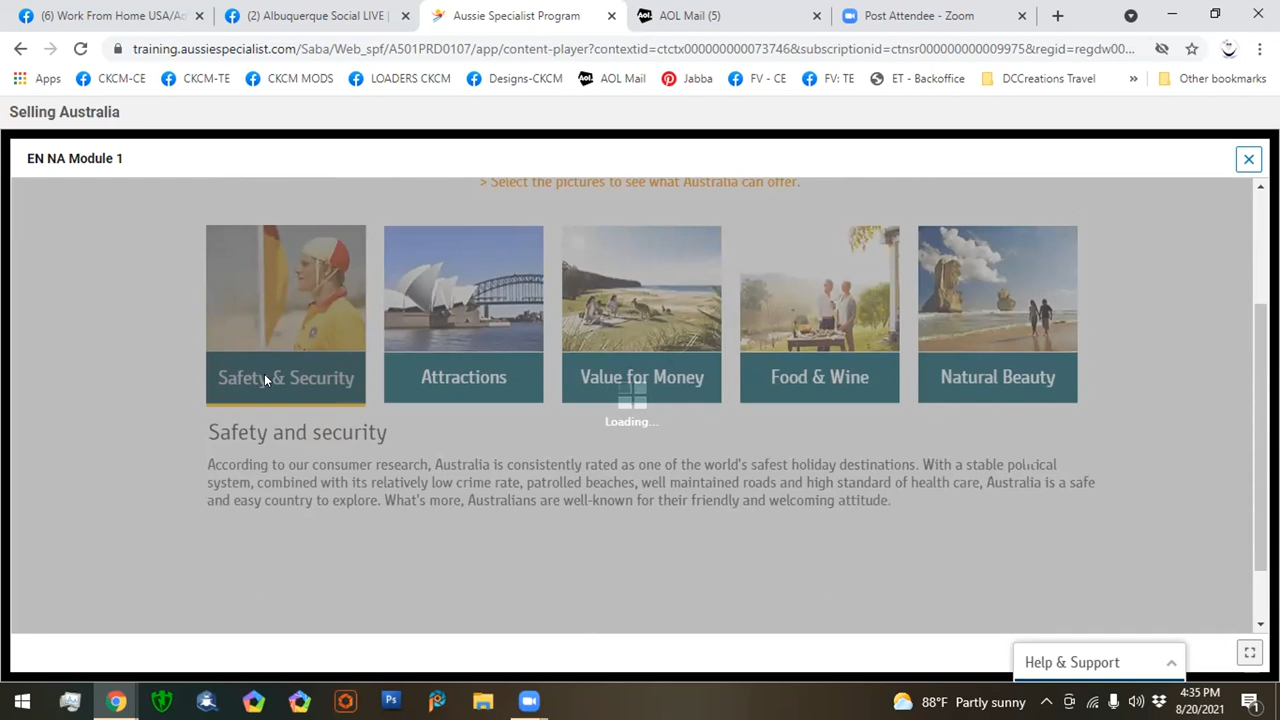 (6) Work From Home USA/Ao
(2) Albuquerque Social LIVE |
Aussie Specialist Program
AOL Mail (5)
Post Attendee - Zoom
training.aussiespecialist.com/Saba/Web_spf/A501PRD0107/app/content-player?contextid=ctctx000000000073746&subscriptionid=ctnsr000000000009975&regid=regdw00...
Apps
CKCM-CE
CKCM-TE
CKCM MODS
LOADERS CKCM
Designs-CKCM
Aol.
AOL Mail
Jabba
FV - CE
FV: TE
ET - Backoffice
DCCreations Travel
»
Other bookmarks
Selling Australia
EN NA Module 1
> Select the pictures to see what Australia can offer.
Safety & Security
Attractions
Value for Money
Food & Wine
Natural Beauty
Loading...
Safety and security
According to our consumer research, Australia is consistently rated as one of the world's safest holiday destinations. With a stable political
system, combined with its relatively low crime rate, patrolled beaches, well maintained roads and high standard of health care, Australia is a safe
and easy country to explore. What's more, Australians are well-known for their friendly and welcoming attitude.
Help & Support
88°F Partly sunny
4:35 PM
8/20/2021